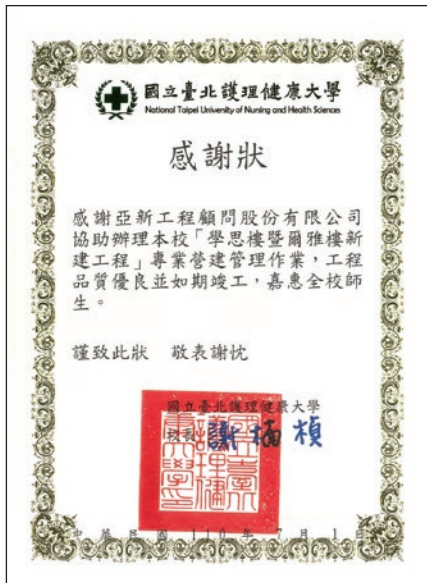 國立臺北護理健康大學
National Taipei University of Nursing and Health Sciences
感謝狀
感謝亞新工程顧問股份有限公司
協助辦理本校「學思樓暨爾雅樓新
建工程」專業營建管理作業，工程
品質優良並如期竣工，嘉惠全校師
生。
謹致此狀　敬表謝忱
國立臺北護理健康大學
校長 謝楠楨
中華民國 110 年 7 月 1 日